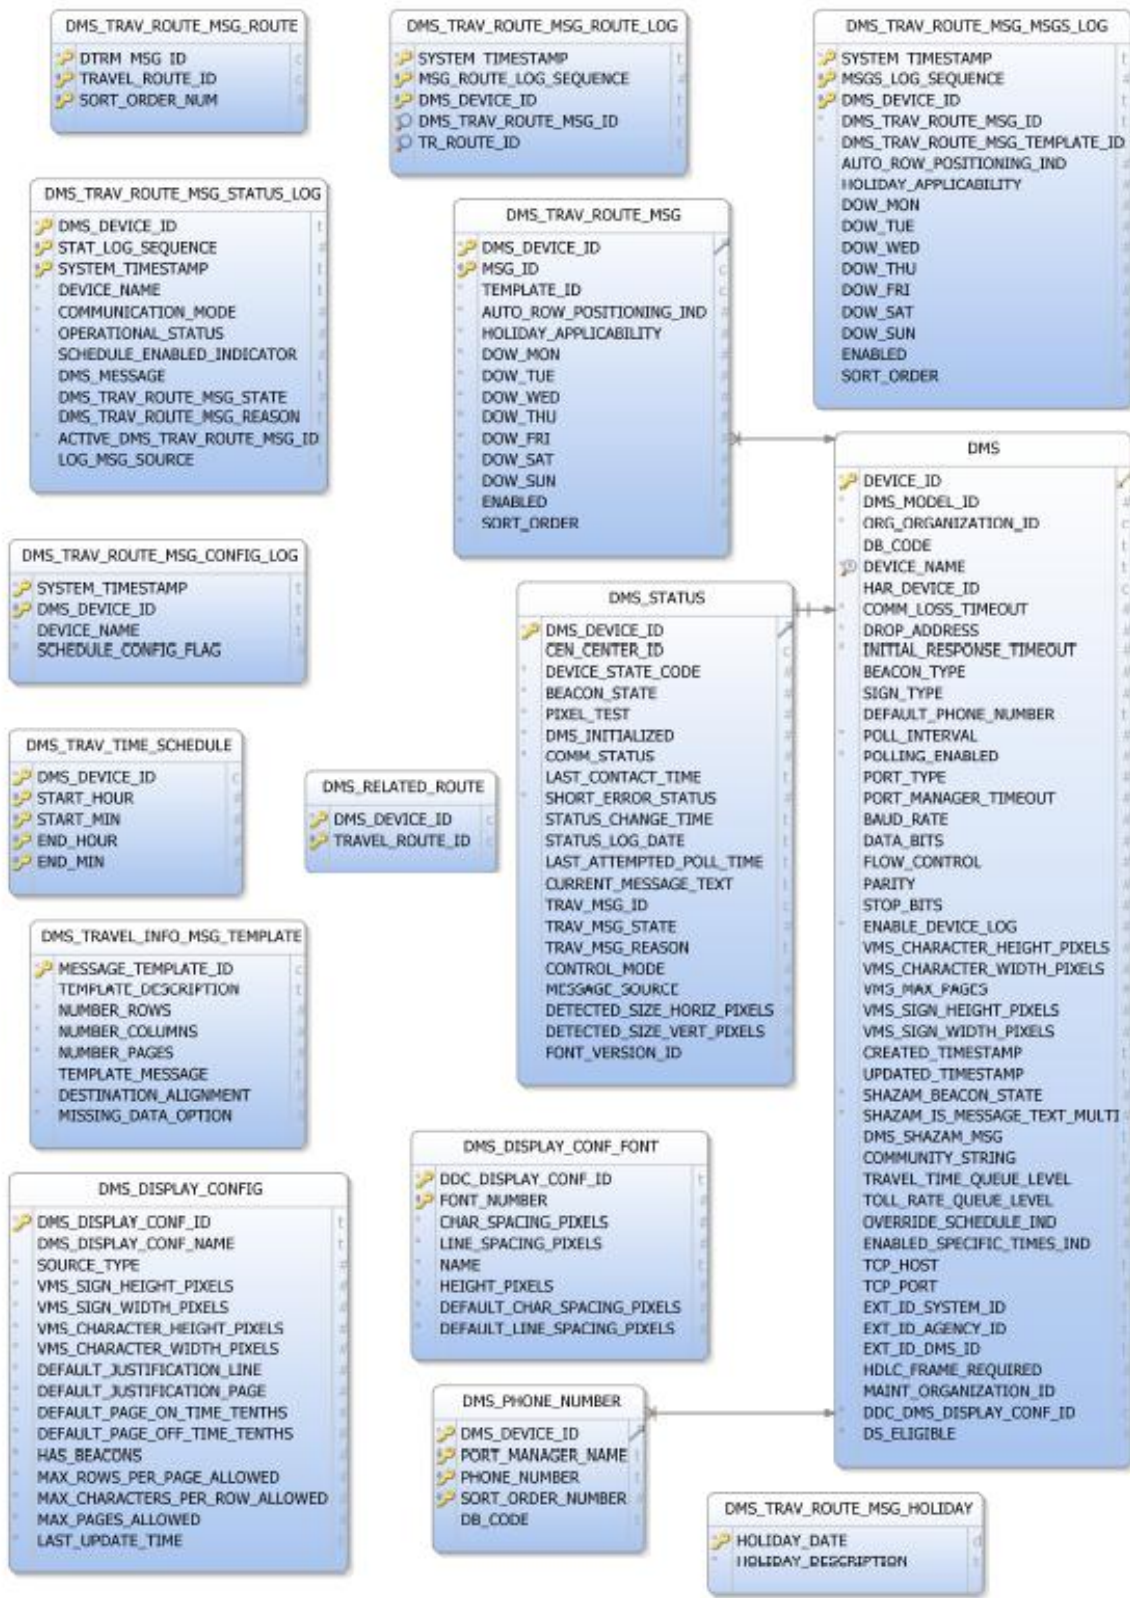 DMS_TRAV_ROUTE_MSG_ROUTE
DTRM_MSG_ID
TRAVEL_ROUTE_ID
SORT_ORDER_NUM
DMS_TRAV_ROUTE_MSG_ROUTE_LOG
SYSTEM_TIMESTAMP
MSG_ROUTE_LOG_SEQUENCE
DMS_DEVICE_ID
DMS_TRAV_ROUTE_MSG_ID
TR_ROUTE_ID
DMS_TRAV_ROUTE_MSG_MSGS_LOG
SYSTEM_TIMESTAMP
MSGS_LOG_SEQUENCE
DMS_DEVICE_ID
DMS_TRAV_ROUTE_MSG_ID
DMS_TRAV_ROUTE_MSG_TEMPLATE_ID
AUTO_ROW_POSITIONING_IND
HOLIDAY_APPLICABILITY
DOW_MON
DOW_TUE
DOW_WED
DOW_THU
DOW_FRI
DOW_SAT
DOW_SUN
ENABLED
SORT_ORDER
DMS_TRAV_ROUTE_MSG_STATUS_LOG
DMS_DEVICE_ID
STAT_LOG_SEQUENCE
SYSTEM_TIMESTAMP
DEVICE_NAME
COMMUNICATION_MODE
OPERATIONAL_STATUS
SCHEDULE_ENABLED_INDICATOR
DMS_MESSAGE
DMS_TRAV_ROUTE_MSG_STATE
DMS_TRAV_ROUTE_MSG_REASON
ACTIVE_DMS_TRAV_ROUTE_MSG_ID
LOG_MSG_SOURCE
DMS_TRAV_ROUTE_MSG
DMS_DEVICE_ID
MSG_ID
TEMPLATE_ID
AUTO_ROW_POSITIONING_IND
HOLIDAY_APPLICABILITY
DOW_MON
DOW_TUE
DOW_WED
DOW_THU
DOW_FRI
DOW_SAT
DOW_SUN
ENABLED
SORT_ORDER
DMS
DEVICE_ID
DMS_MODEL_ID
ORG_ORGANIZATION_ID
DB_CODE
DEVICE_NAME
HAR_DEVICE_ID
COMM_LOSS_TIMEOUT
DROP_ADDRESS
INITIAL_RESPONSE_TIMEOUT
BEACON_TYPE
SIGN_TYPE
DEFAULT_PHONE_NUMBER
POLL_INTERVAL
POLLING_ENABLED
PORT_TYPE
PORT_MANAGER_TIMEOUT
BAUD_RATE
DATA_BITS
FLOW_CONTROL
PARITY
STOP_BITS
ENABLE_DEVICE_LOG
VMS_CHARACTER_HEIGHT_PIXELS
VMS_CHARACTER_WIDTH_PIXELS
VMS_MAX_PAGES
VMS_SIGN_HEIGHT_PIXELS
VMS_SIGN_WIDTH_PIXELS
CREATED_TIMESTAMP
UPDATED_TIMESTAMP
SHAZAM_BEACON_STATE
SHAZAM_IS_MESSAGE_TEXT_MULTI
DMS_SHAZAM_MSG
COMMUNITY_STRING
TRAVEL_TIME_QUEUE_LEVEL
TOLL_RATE_QUEUE_LEVEL
OVERRIDE_SCHEDULE_IND
ENABLED_SPECIFIC_TIMES_IND
TCP_HOST
TCP_PORT
EXT_ID_SYSTEM_ID
EXT_ID_AGENCY_ID
EXT_ID_DMS_ID
HDLC_FRAME_REQUIRED
MAINT_ORGANIZATION_ID
DDC_DMS_DISPLAY_CONF_ID
DS_ELIGIBLE
DMS_TRAV_ROUTE_MSG_CONFIG_LOG
SYSTEM_TIMESTAMP
DMS_DEVICE_ID
DEVICE_NAME
SCHEDULE_CONFIG_FLAG
DMS_STATUS
DMS_DEVICE_ID
CEN_CENTER_ID
DEVICE_STATE_CODE
BEACON_STATE
PIXEL_TEST
DMS_INITIALIZED
COMM_STATUS
LAST_CONTACT_TIME
SHORT_ERROR_STATUS
STATUS_CHANGE_TIME
STATUS_LOG_DATE
LAST_ATTEMPTED_POLL_TIME
CURRENT_MESSAGE_TEXT
TRAV_MSG_ID
TRAV_MSG_STATE
TRAV_MSG_REASON
CONTROL_MODE
MESSAGE_SOURCE
DETECTED_SIZE_HORIZ_PIXELS
DETECTED_SIZE_VERT_PIXELS
FONT_VERSION_ID
DMS_TRAV_TIME_SCHEDULE
DMS_DEVICE_ID
START_HOUR
START_MIN
END_HOUR
END_MIN
DMS_RELATED_ROUTE
DMS_DEVICE_ID
TRAVEL_ROUTE_ID
DMS_TRAVEL_INFO_MSG_TEMPLATE
MESSAGE_TEMPLATE_ID
TEMPLATE_DESCRIPTION
NUMBER_ROWS
NUMBER_COLUMNS
NUMBER_PAGES
TEMPLATE_MESSAGE
DESTINATION_ALIGNMENT
MISSING_DATA_OPTION
DMS_DISPLAY_CONF_FONT
DDC_DISPLAY_CONF_ID
FONT_NUMBER
CHAR_SPACING_PIXELS
LINE_SPACING_PIXELS
NAME
HEIGHT_PIXELS
DEFAULT_CHAR_SPACING_PIXELS
DEFAULT_LINE_SPACING_PIXELS
DMS_DISPLAY_CONFIG
DMS_DISPLAY_CONF_ID
DMS_DISPLAY_CONF_NAME
SOURCE_TYPE
VMS_SIGN_HEIGHT_PIXELS
VMS_SIGN_WIDTH_PIXELS
VMS_CHARACTER_HEIGHT_PIXELS
VMS_CHARACTER_WIDTH_PIXELS
DEFAULT_JUSTIFICATION_LINE
DEFAULT_JUSTIFICATION_PAGE
DEFAULT_PAGE_ON_TIME_TENTHS
DEFAULT_PAGE_OFF_TIME_TENTHS
HAS_BEACONS
MAX_ROWS_PER_PAGE_ALLOWED
MAX_CHARACTERS_PER_ROW_ALLOWED
MAX_PAGES_ALLOWED
LAST_UPDATE_TIME
DMS_PHONE_NUMBER
DMS_DEVICE_ID
PORT_MANAGER_NAME
PHONE_NUMBER
SORT_ORDER_NUMBER
DB_CODE
DMS_TRAV_ROUTE_MSG_HOLIDAY
HOLIDAY_DATE
HOLIDAY_DESCRIPTION